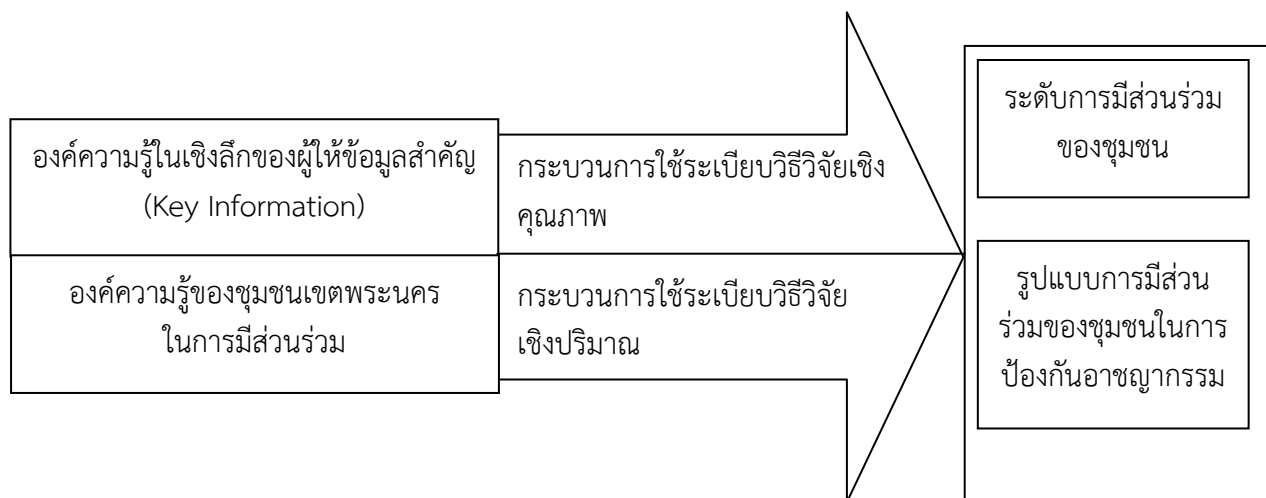 องค์ความรู้ในเชิงลึกของผู้ให้ข้อมูลสำคัญ
(Key Information)
กระบวนการใช้ระเบียบวิธีวิจัยเชิง
คุณภาพ
องค์ความรู้ของชุมชนเขตพระนคร
ในการมีส่วนร่วม
กระบวนการใช้ระเบียบวิธีวิจัย
เชิงปริมาณ
ระดับการมีส่วนร่วม
ของชุมชน
รูปแบบการมีส่วน
ร่วมของชุมชนในการ
ป้องกันอาชญากรรม